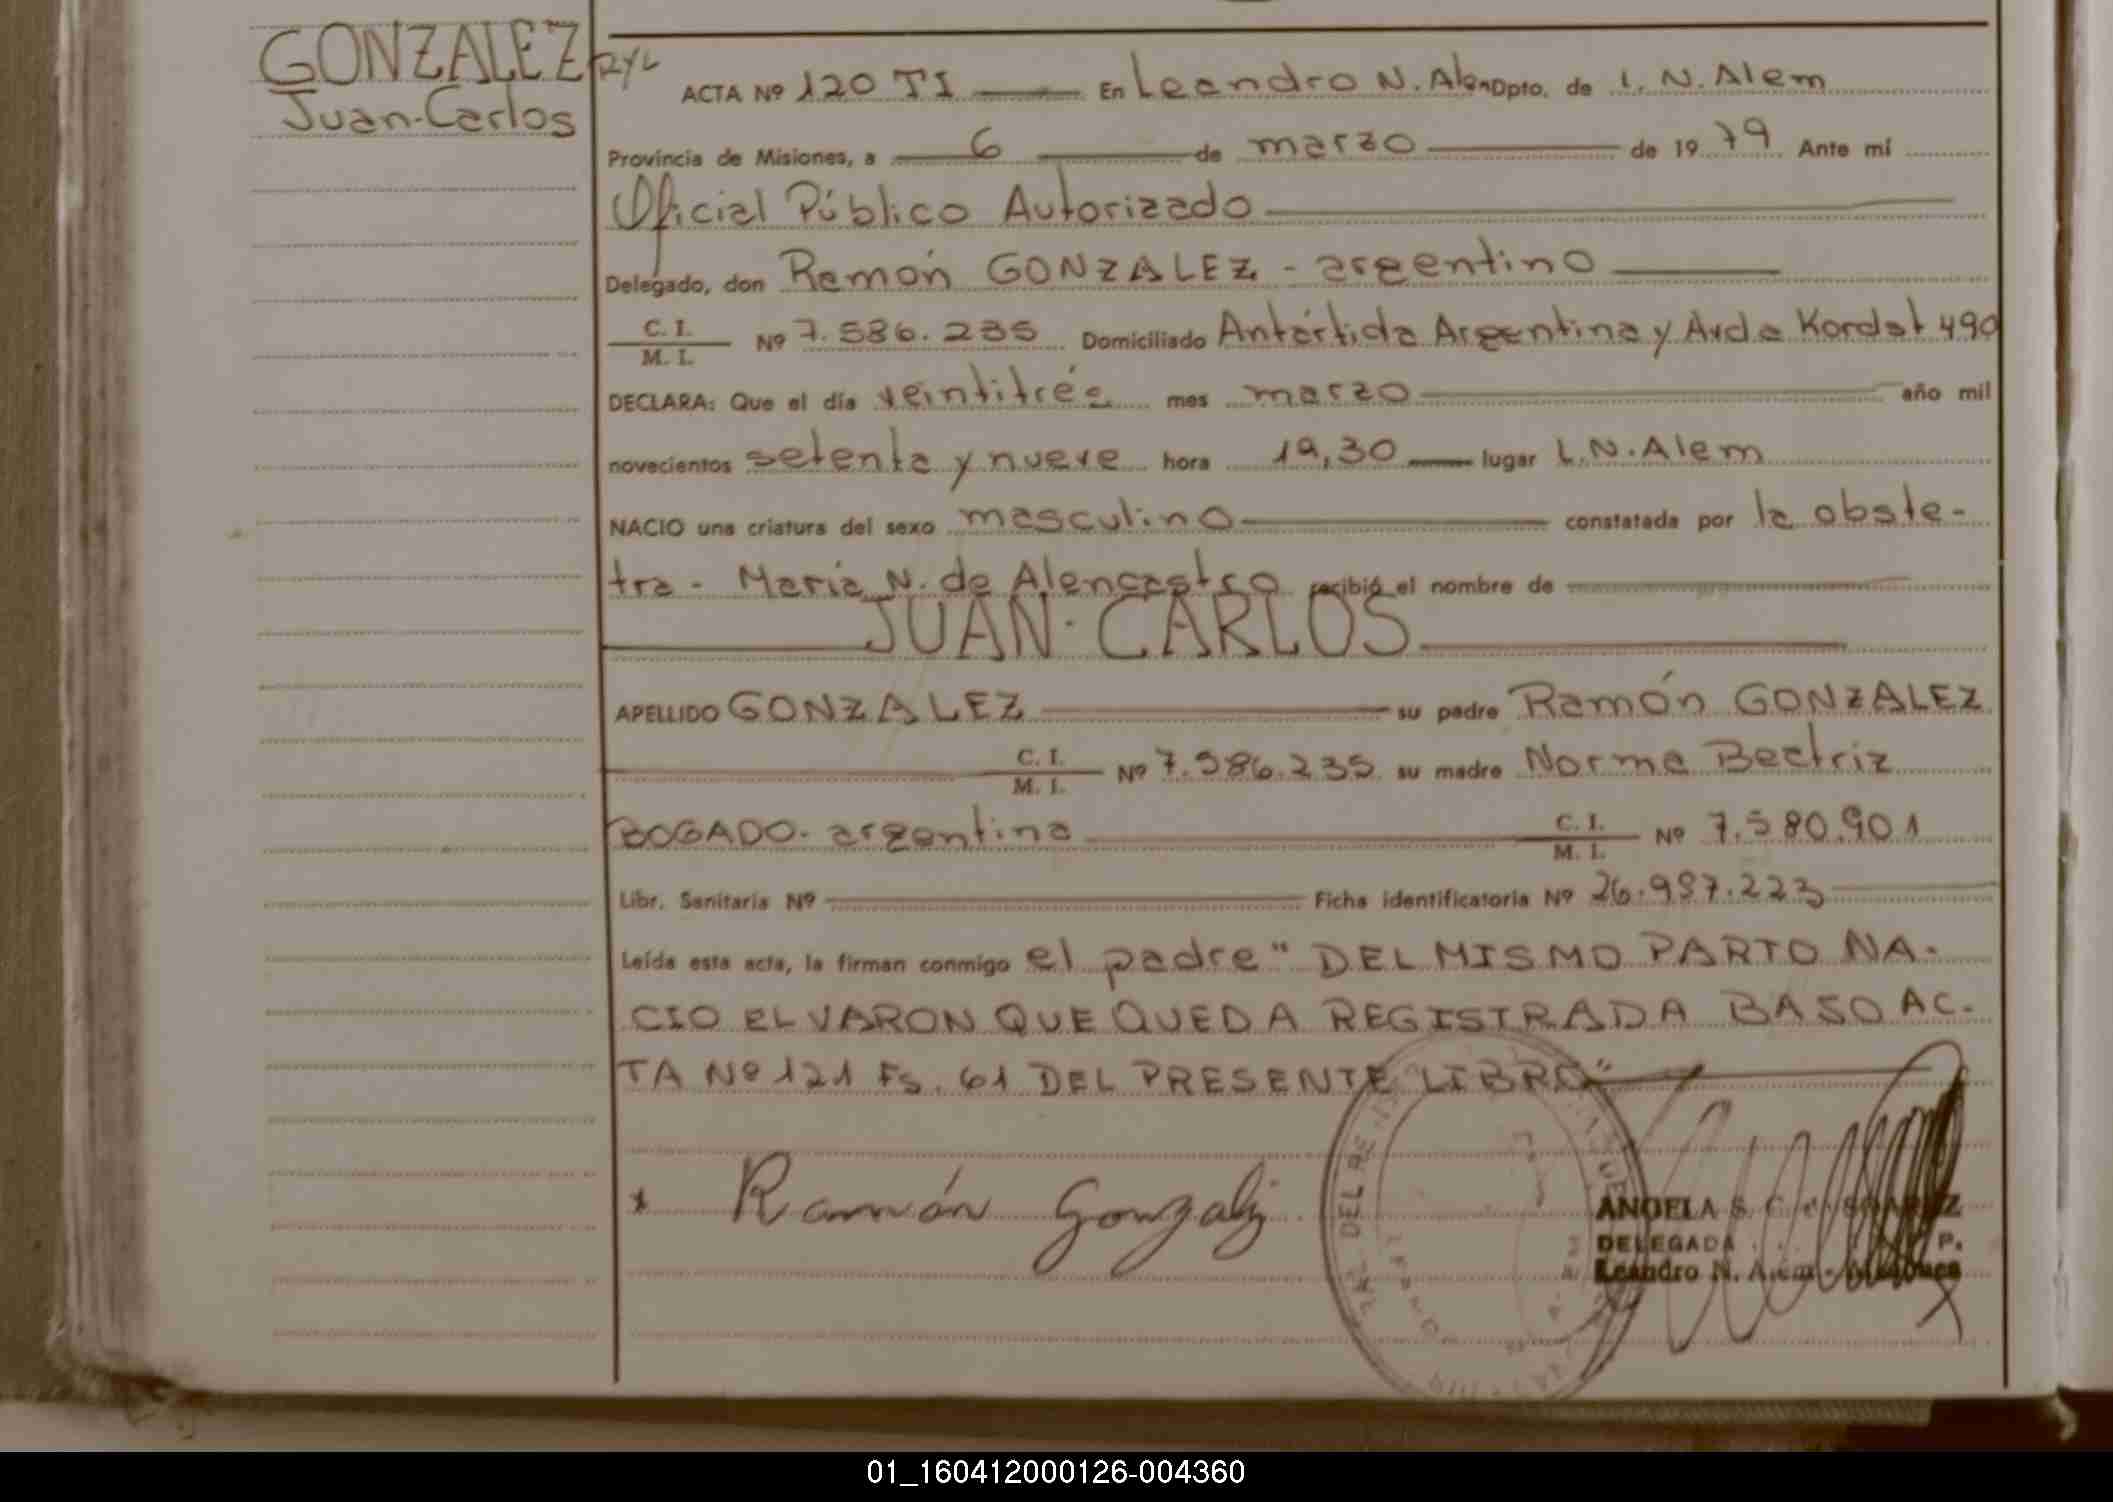 GONZALEZ
Juan-Carlos
RYL
ACTA Nº 120 TI En Leandro N. Alem Dpto. de L. N. Alem
Provincia de Misiones, a 6 de marzo de 1979 Ante mí
Oficial Público Autorizado
Delegado, don Ramón GONZALEZ - argentino
C. I.
M. I. Nº 7.586.235 Domiciliado Antártida Argentina y Avda Kordat 490
DECLARA: Que el día veintitrés mes marzo año mil
novecientos setenta y nueve hora 19,30 lugar L.N.Alem
NACIO una criatura del sexo masculino constatada por la obste-
tra - María N. de Alencastro recibió el nombre de
JUAN-CARLOS
APELLIDO GONZALEZ su padre Ramón GONZALEZ
C. I.
M. I. Nº 7.586.235 su madre Norma Beatriz
BOGADO- argentina C. I.
M. I. Nº 7.580.901
Libr. Sanitaria Nº Ficha identificatoria Nº 26.987.223
Leída esta acta, la firman conmigo el padre "DEL MISMO PARTO NA-
CIO EL VARON QUE QUEDA REGISTRADA BASO AC-
TA Nº 121 Fs. 61 DEL PRESENTE LIBRO"
Ramón Gonzalez
ANGELA S. C. de SOAREZ
DELEGADA P.
Leandro N. Alem - Misiones
01_160412000126-004360